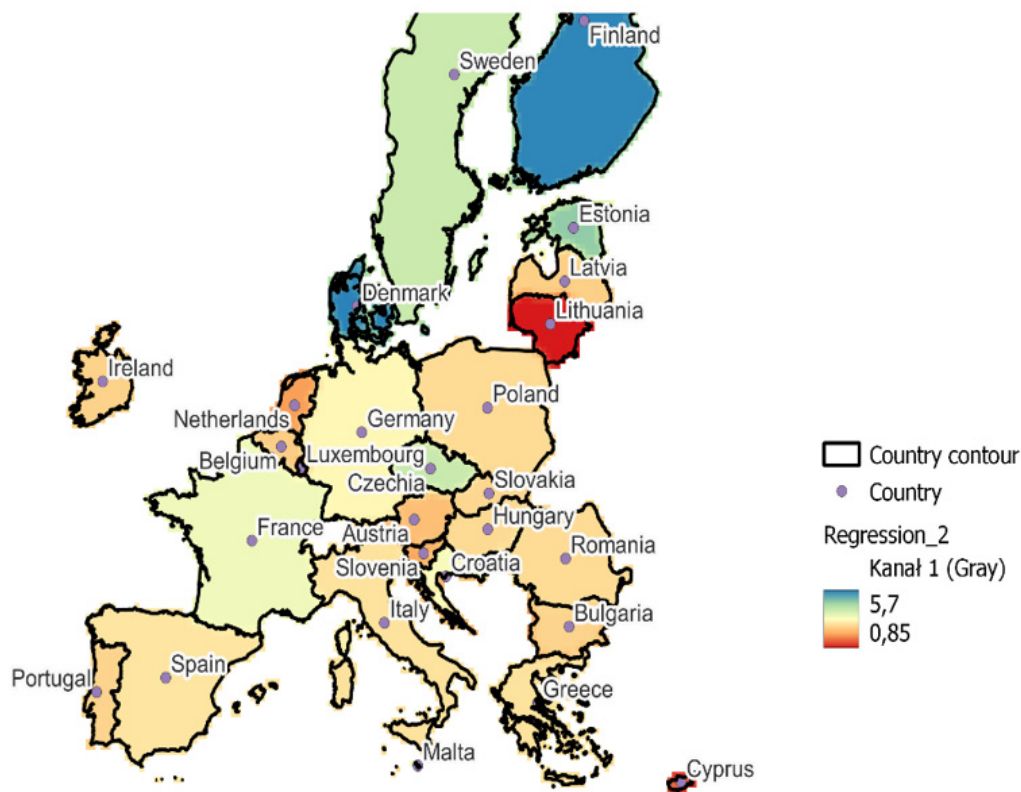 Finland
Sweden
Estonia
Latvia
Denmark
Lithuania
Ireland
Poland
Netherlands
Germany
Belgium
Luxembourg
Czechia
Slovakia
France
Austria
Hungary
Romania
Slovenia
Croatia
Italy
Bulgaria
Portugal
Spain
Greece
Malta
Cyprus
Country contour
Country
Regression_2
Kanał 1 (Gray)
5,7
0,85